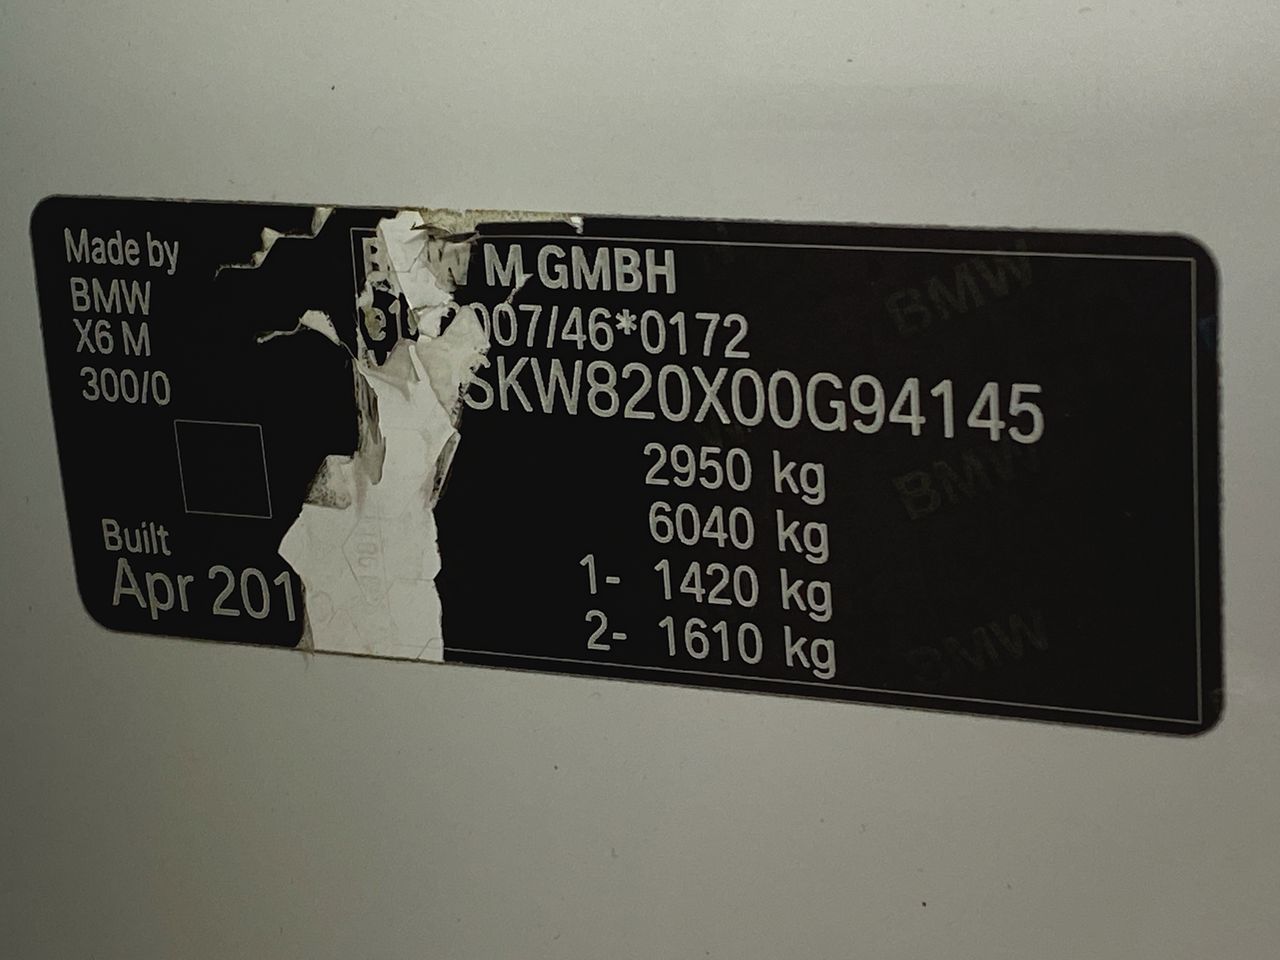 Made by
BMW
X6 M
300/0
Built
Apr 201
M GMBH
007/46*0172
SKW820X00G94145
2950 kg
6040 kg
1- 1420 kg
2- 1610 kg
BMW
BMW
BMW